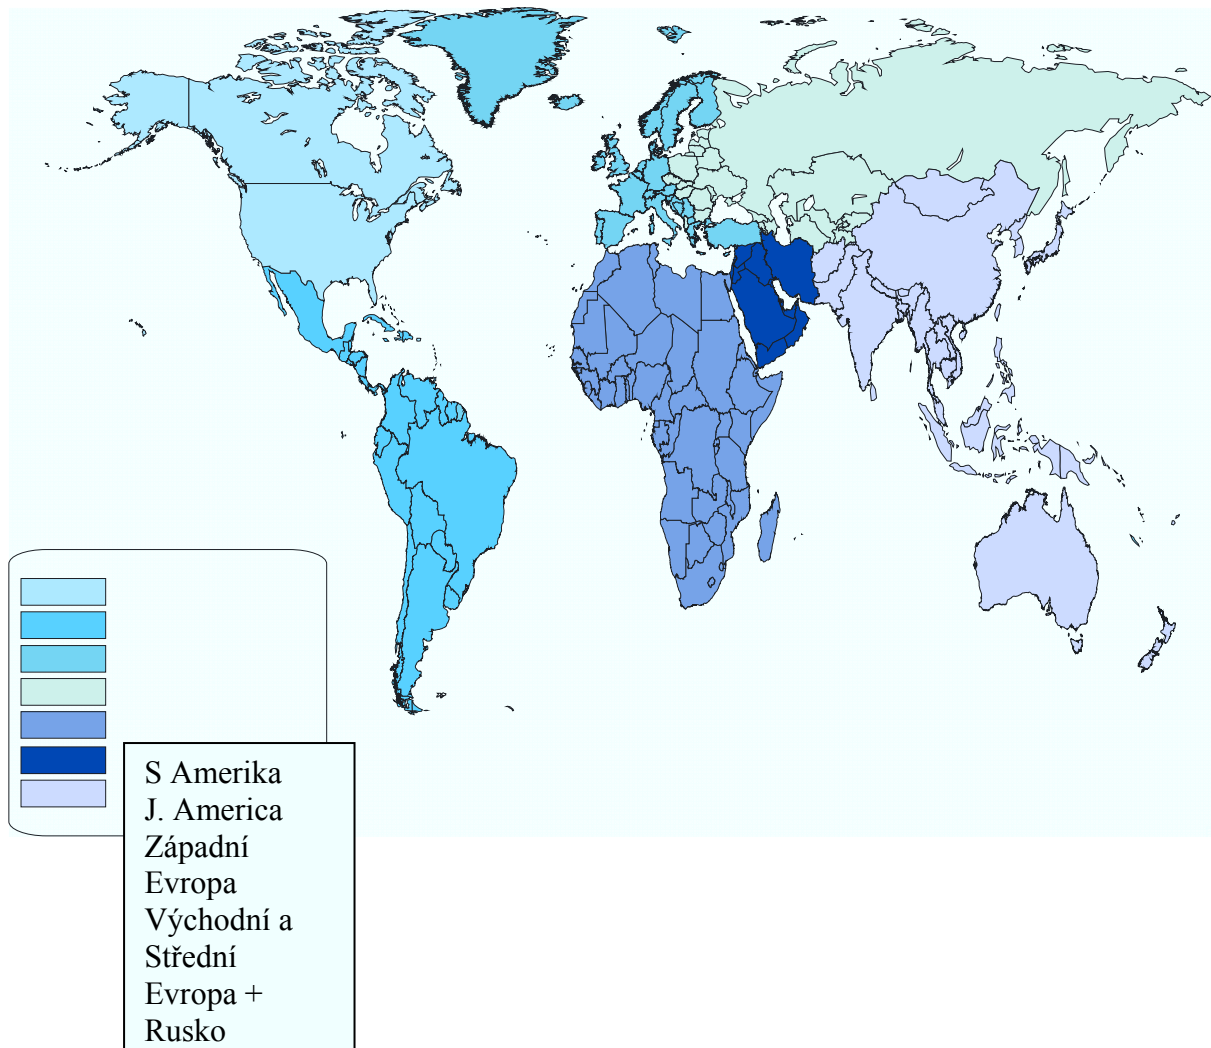 S Amerika
J. America
Západní
Evropa
Východní a
Střední
Evropa +
Rusko